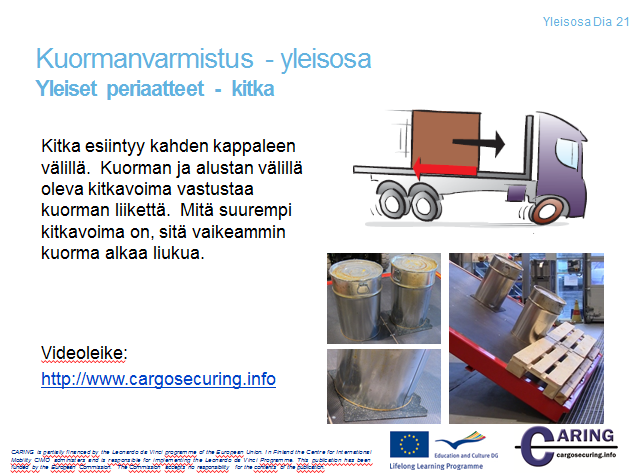 Yleisosa Dia 21
Kuormanvarmistus - yleisosa
Yleiset periaatteet - kitka
Kitka esiintyy kahden kappaleen
välillä. Kuorman ja alustan välillä
oleva kitkavoima vastustaa
kuorman liikettä. Mitä suurempi
kitkavoima on, sitä vaikeammin
kuorma alkaa liukua.
Videoleike:
http://www.cargosecuring.info
CARING is partially financed by the Leonardo da Vinci programme of the European Union. In Finland the Centre for International
Mobility CIMO administers and is responsible for implementing the Leonardo da Vinci Programme. This publication has been
funded by the European Commission. The Commission accepts no responsibility for the contents of the publication
Education and Culture DG
Lifelong Learning Programme
CARING
cargosecuring.info